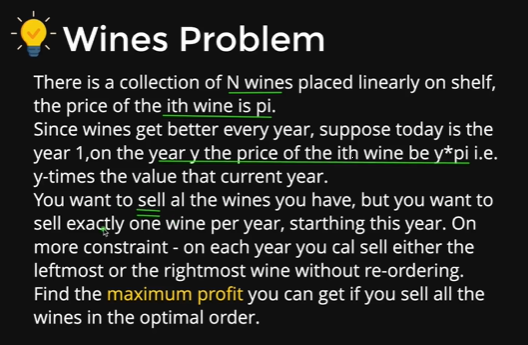 Wines Problem
There is a collection of N wines placed linearly on shelf,
the price of the ith wine is pi.
Since wines get better every year, suppose today is the
year 1,on the year y the price of the ith wine be y*pi i.e.
y-times the value that current year.
You want to sell al the wines you have, but you want to
sell exactly one wine per year, starthing this year. On
more constraint - on each year you cal sell either the
leftmost or the rightmost wine without re-ordering.
Find the maximum profit you can get if you sell all the
wines in the optimal order.